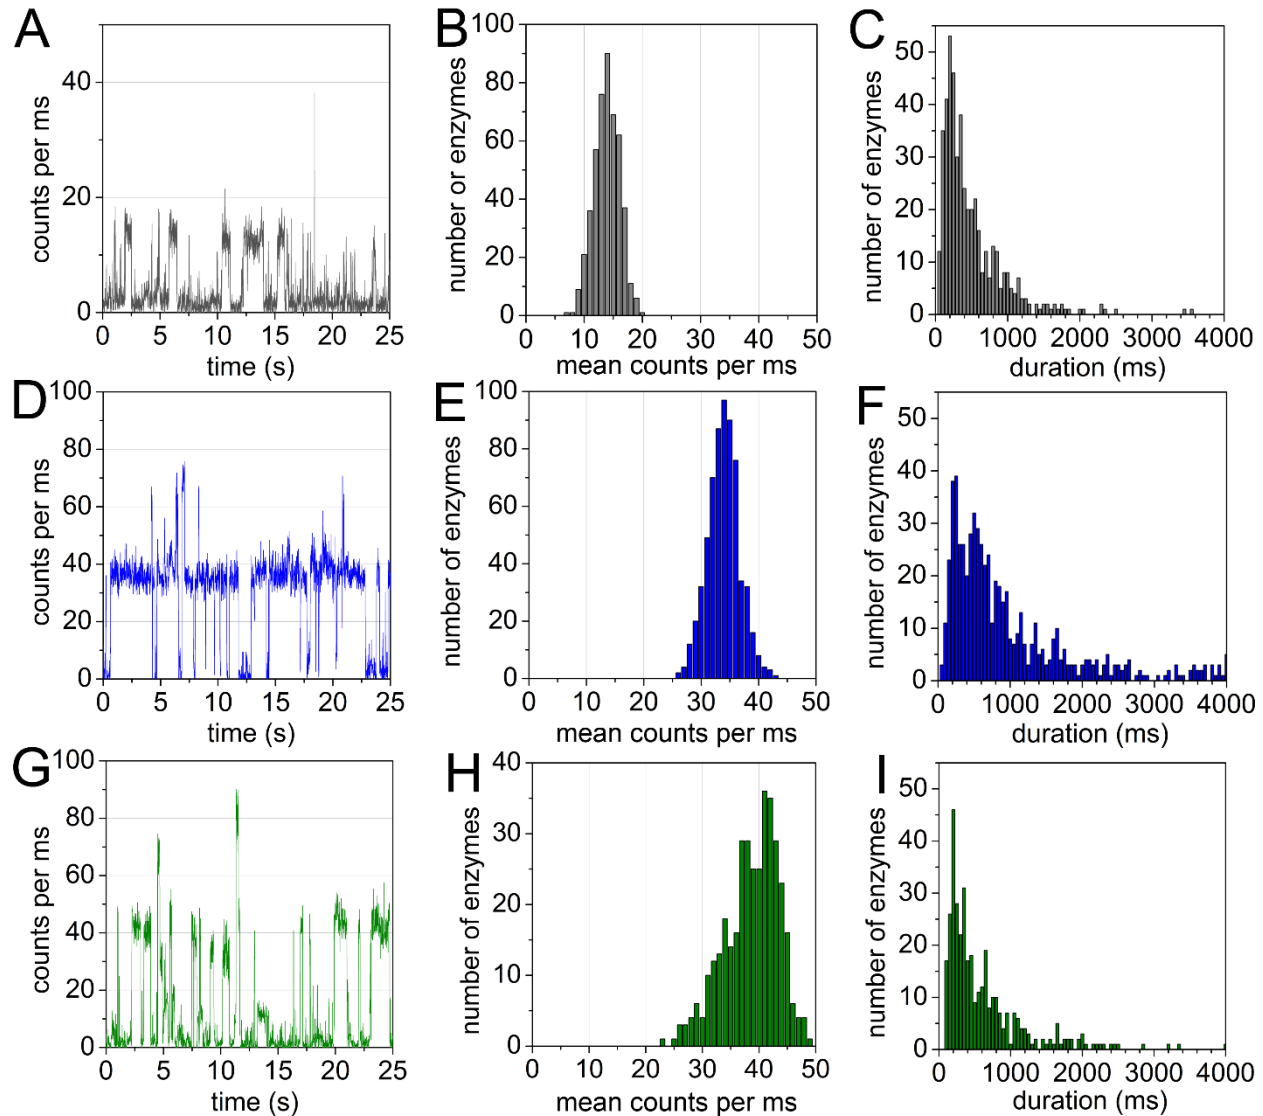 A
counts per ms
40
20
0
0 5 10 15 20 25
time (s)
B
number or enzymes
100
80
60
40
20
0
0 10 20 30 40 50
mean counts per ms
C
number of enzymes
50
40
30
20
10
0
0 1000 2000 3000 4000
duration (ms)
D
counts per ms
100
80
60
40
20
0
0 5 10 15 20 25
time (s)
E
number of enzymes
100
80
60
40
20
0
0 10 20 30 40 50
mean counts per ms
F
number of enzymes
50
40
30
20
10
0
0 1000 2000 3000 4000
duration (ms)
G
counts per ms
100
80
60
40
20
0
0 5 10 15 20 25
time (s)
H
number of enzymes
40
30
20
10
0
0 10 20 30 40 50
mean counts per ms
I
number of enzymes
50
40
30
20
10
0
0 1000 2000 3000 4000
duration (ms)